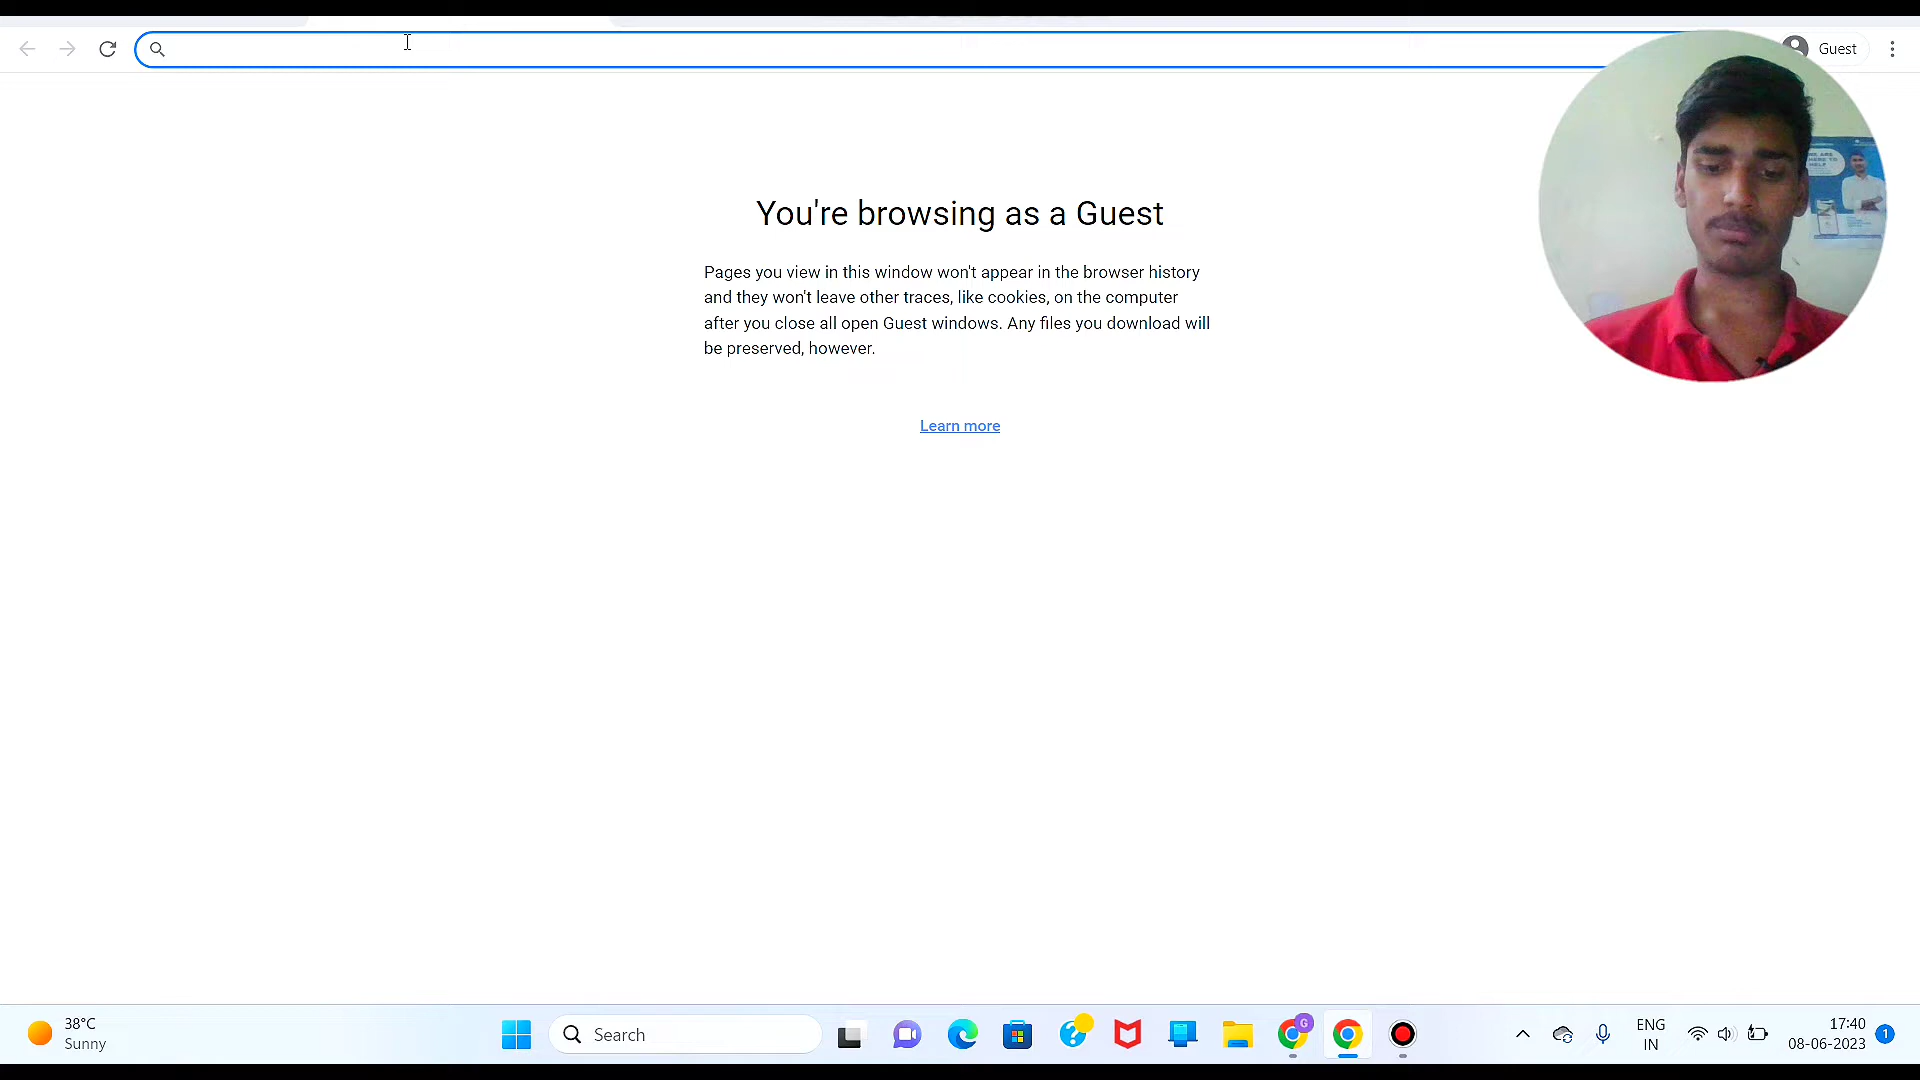 Guest
You're browsing as a Guest
Pages you view in this window won't appear in the browser history
and they won't leave other traces, like cookies, on the computer
after you close all open Guest windows. Any files you download will
be preserved, however.
Learn more
HERE TO
HELP
38°C
Sunny
Search
G
ENG
IN
17:40
08-06-2023
1